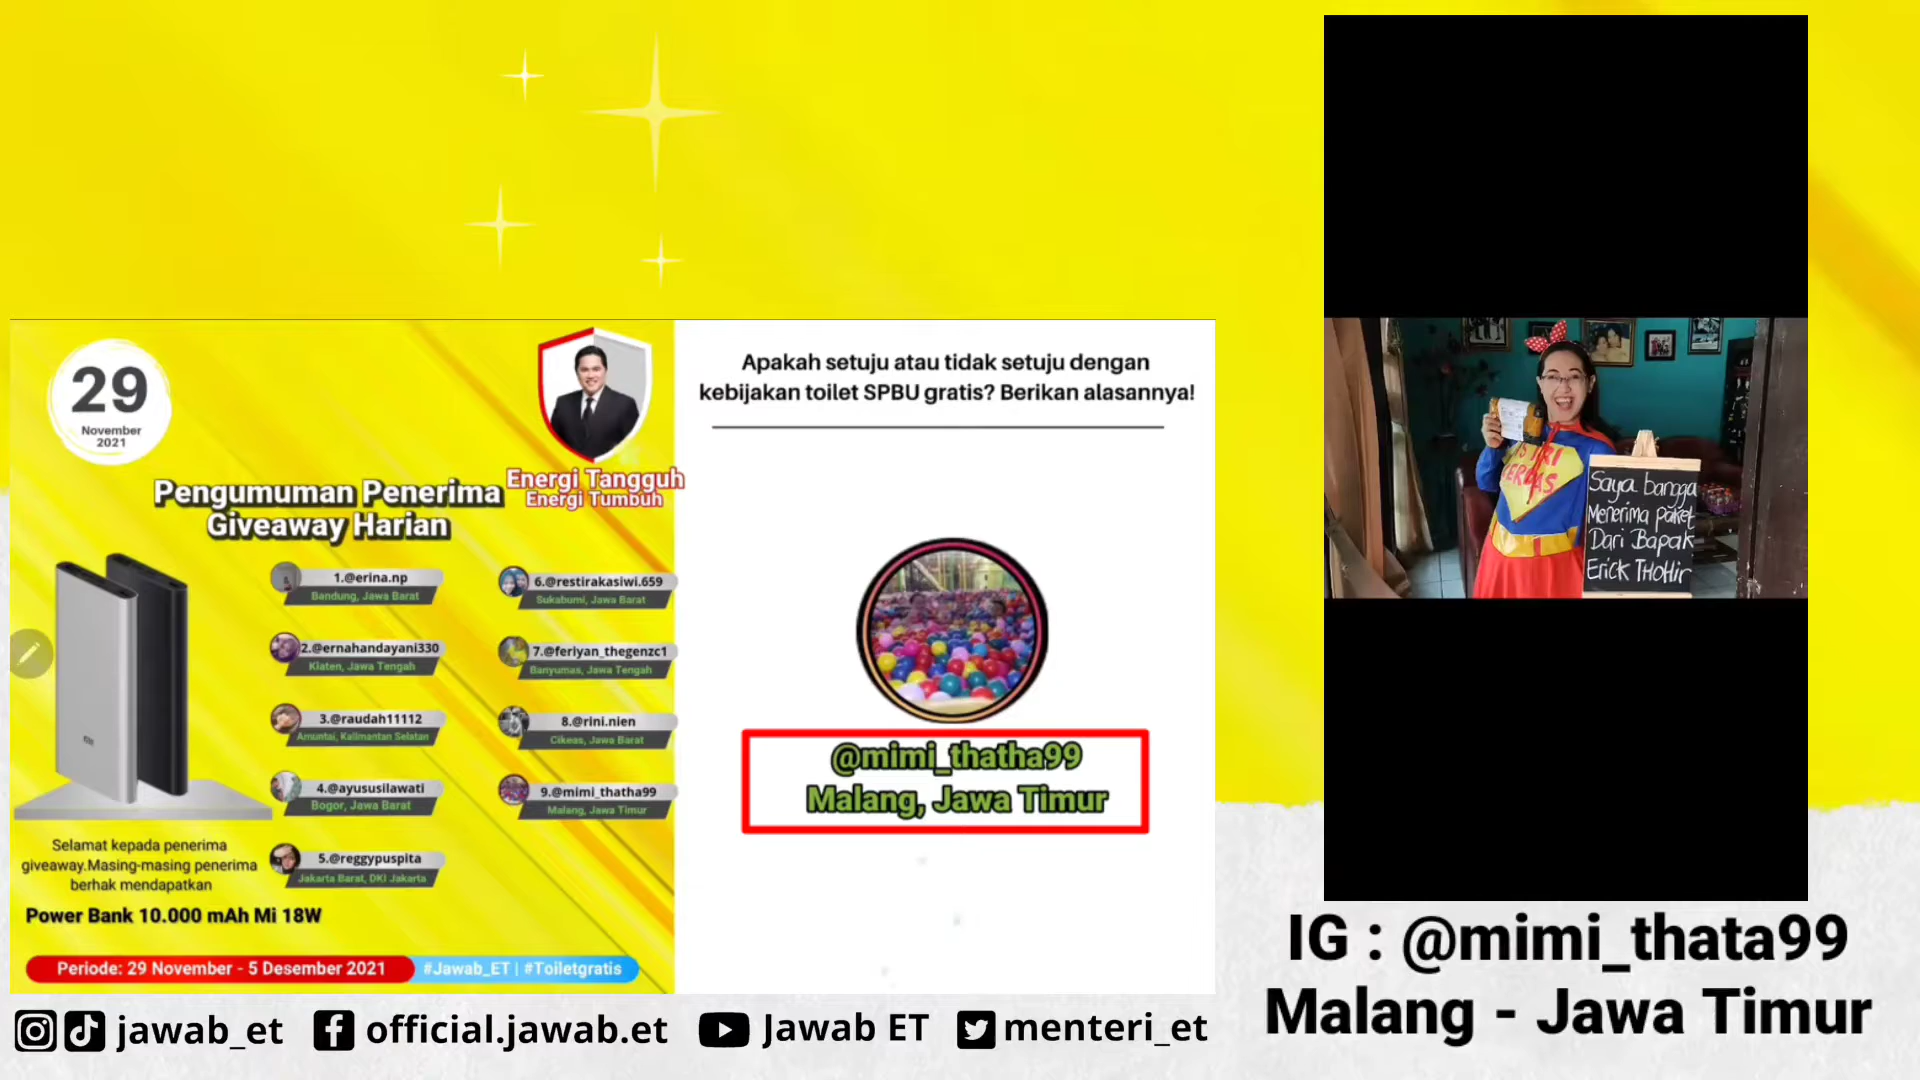 29
November
2021
Energi Tangguh
Energi Tumbuh
Pengumuman Penerima
Giveaway Harian
1.@erina.np
Bandung, Jawa Barat
2.@ernahandayani330
Klaten, Jawa Tengah
3.@raudah11112
Amuntai, Kalimantan Selatan
4.@ayususilawati
Bogor, Jawa Barat
5.@reggypuspita
Jakarta Barat, DKI Jakarta
6.@restirakasiwi.659
Sukabumi, Jawa Barat
7.@feriyan_thegenzc1
Banyumas, Jawa Tengah
8.@rini.nien
Cikeas, Jawa Barat
9.@mimi_thatha99
Malang, Jawa Timur
Selamat kepada penerima
giveaway.Masing-masing penerima
berhak mendapatkan
Power Bank 10.000 mAh Mi 18W
Periode: 29 November - 5 Desember 2021
#Jawab_ET | #Toiletgratis
Apakah setuju atau tidak setuju dengan
kebijakan toilet SPBU gratis? Berikan alasannya!
@mimi_thatha99
Malang, Jawa Timur
Saya bangga
Menerima paket
Dari Bapak
Erick THOHir
IG : @mimi_thata99
Malang - Jawa Timur
jawab_et official.jawab.et Jawab ET menteri_et